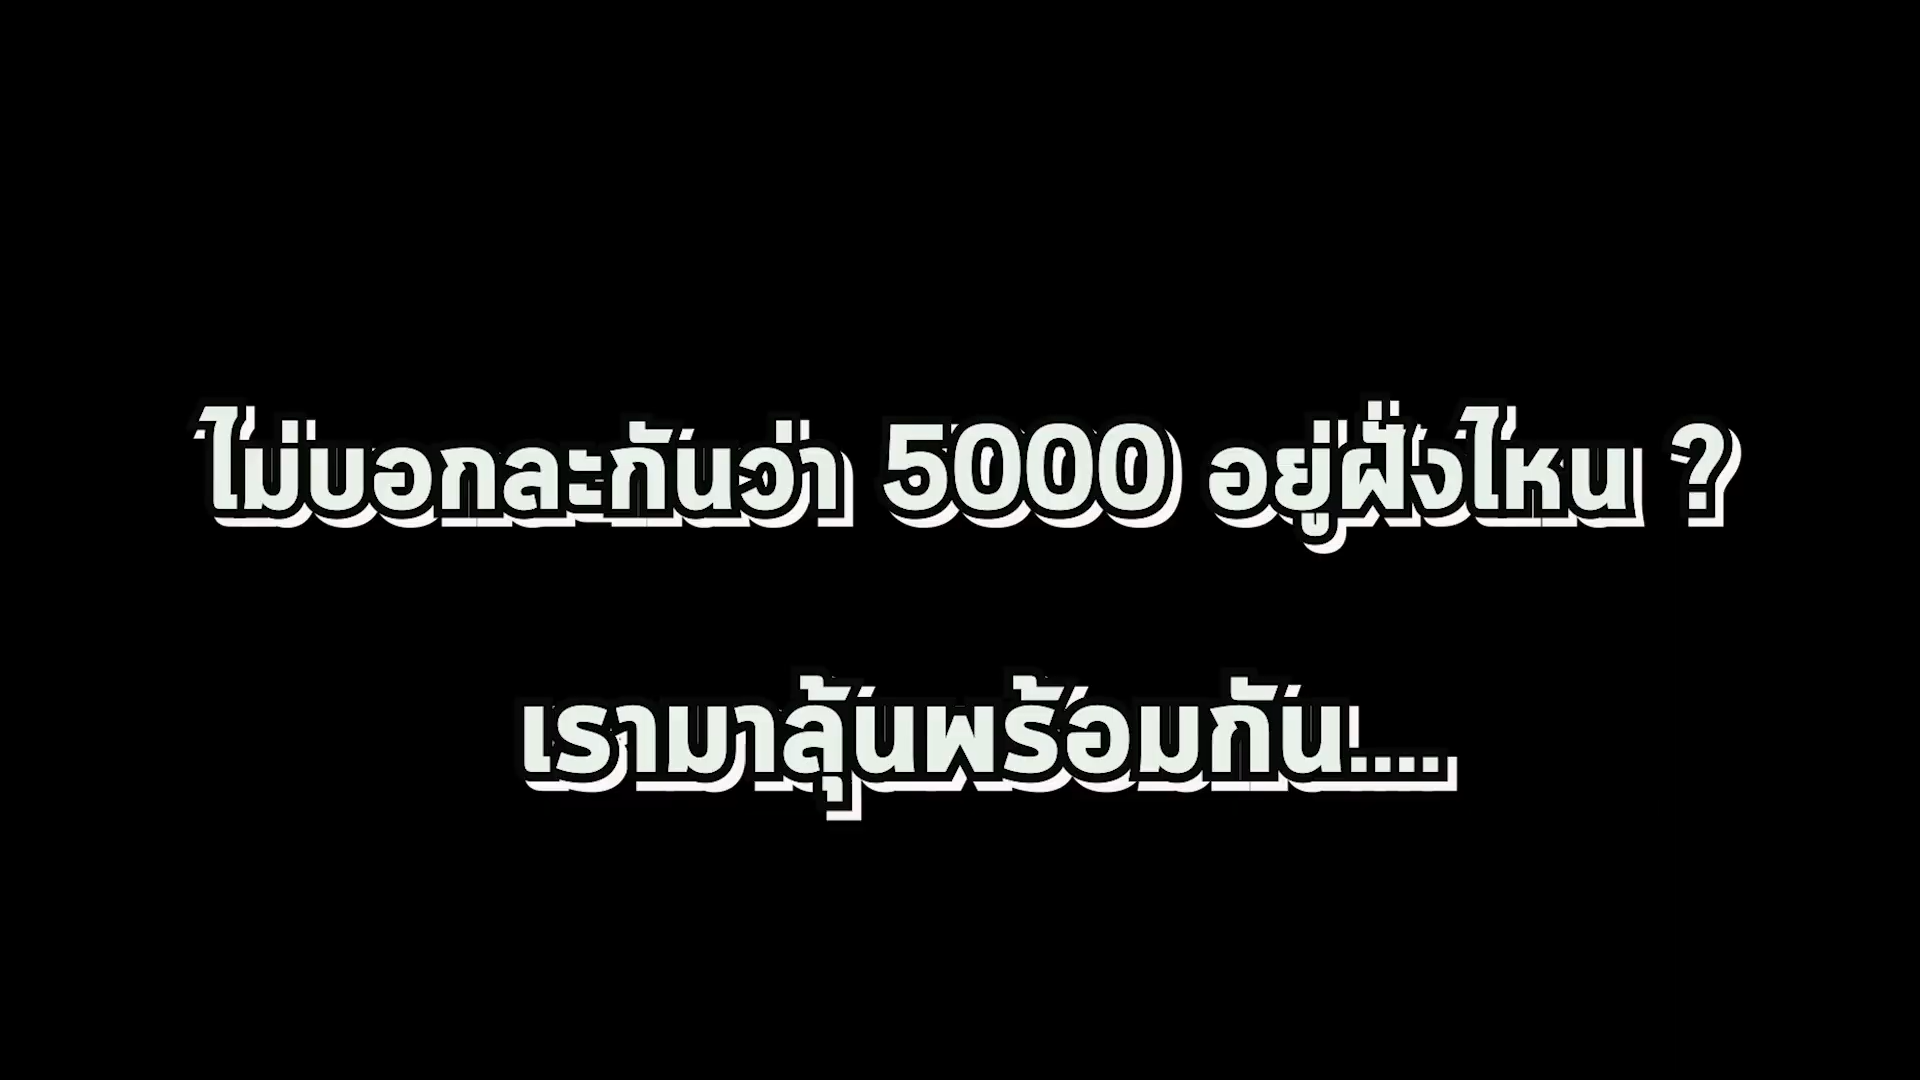 ไม่บอกละกันว่า 5000 อยู่ฝั่งไหน ?
เรามาลุ้นพร้อมกัน....